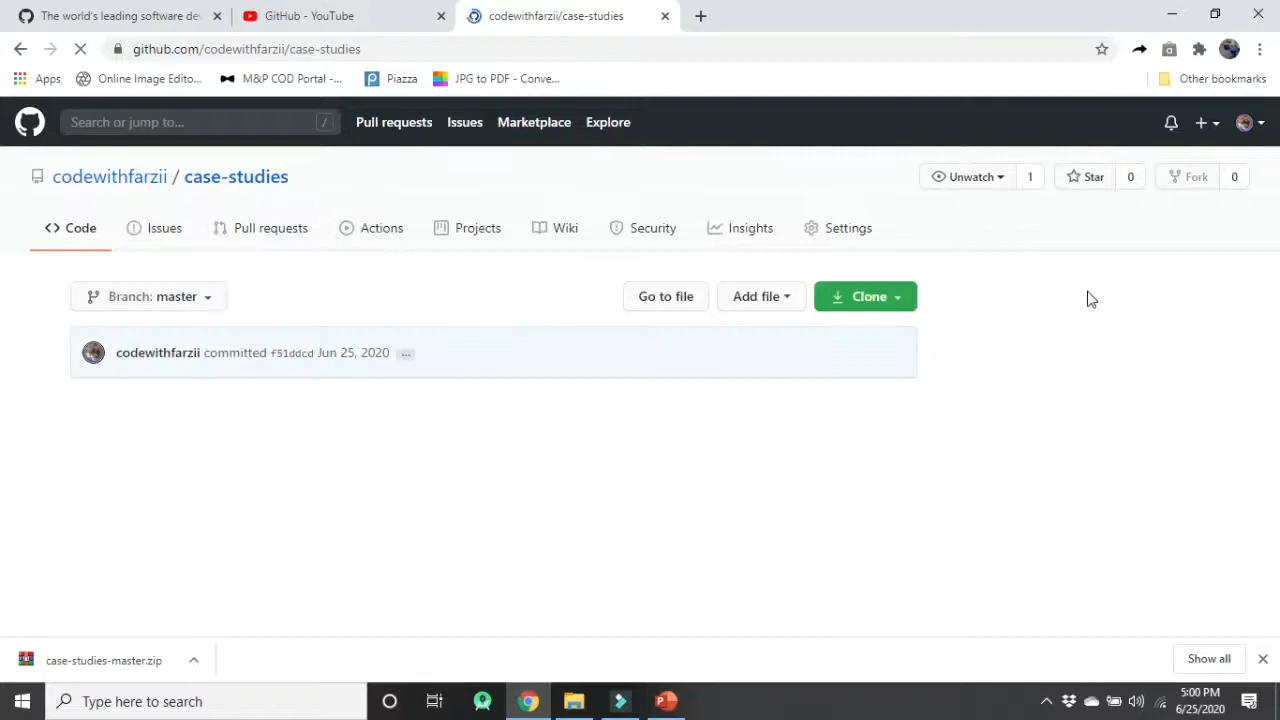 The world's leading software de
GitHub - YouTube
codewithfarzii/case-studies
github.com/codewithfarzii/case-studies
Apps
Online Image Edito...
M&P COD Portal -...
Piazza
JPG to PDF - Conve...
Other bookmarks
Search or jump to...
/
Pull requests
Issues
Marketplace
Explore
codewithfarzii / case-studies
Unwatch
1
Star
0
Fork
0
Code
Issues
Pull requests
Actions
Projects
Wiki
Security
Insights
Settings
Branch: master
Go to file
Add file
Clone
codewithfarzii committed f51ddcd Jun 25, 2020 ...
case-studies-master.zip
Show all
Type here to search
5:00 PM
6/25/2020